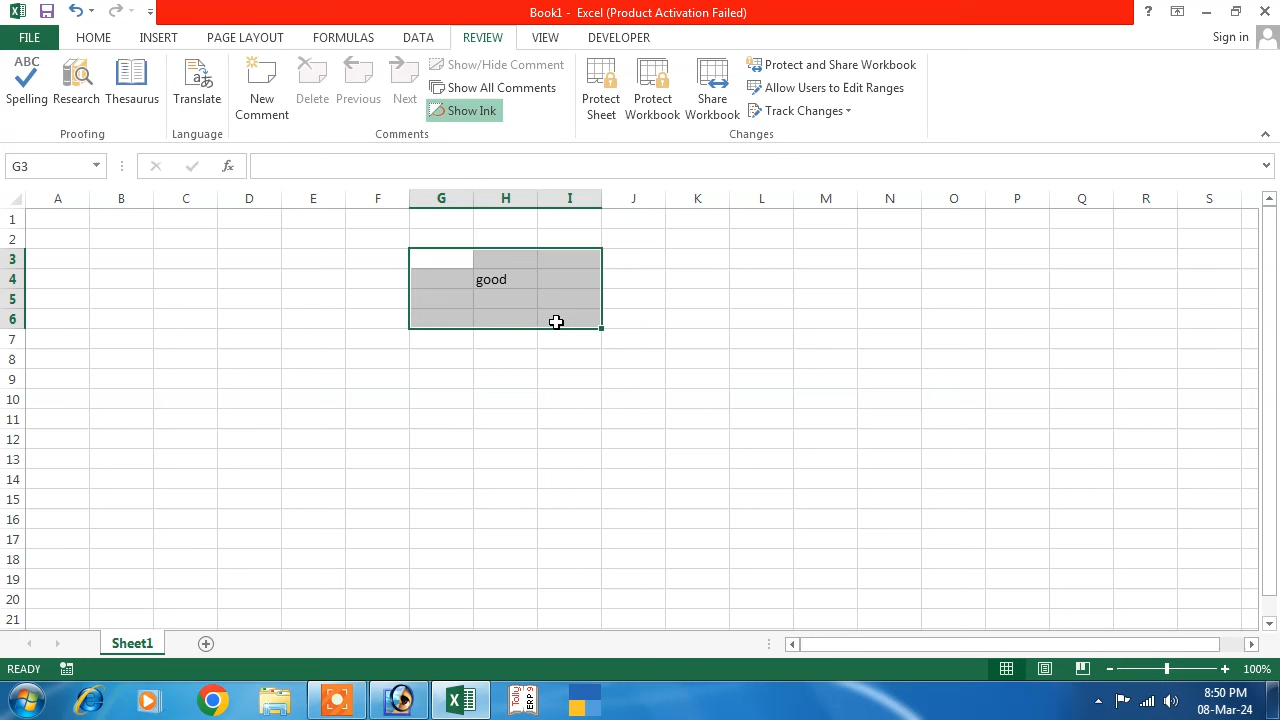 Book1 - Excel (Product Activation Failed)
?
FILE HOME INSERT PAGE LAYOUT FORMULAS DATA REVIEW VIEW DEVELOPER Sign in
ABC
Spelling Research Thesaurus Translate New Comment Delete Previous Next
Show/Hide Comment
Show All Comments
Show Ink
Protect Sheet Protect Workbook Share Workbook
Protect and Share Workbook
Allow Users to Edit Ranges
Track Changes
Proofing Language Comments Changes
G3 fx
A B C D E F G H I J K L M N O P Q R S
1
2
3
4 good
5
6
7
8
9
10
11
12
13
14
15
16
17
18
19
20
21
Sheet1
READY 100%
Tally ERP 9
8:50 PM
08-Mar-24